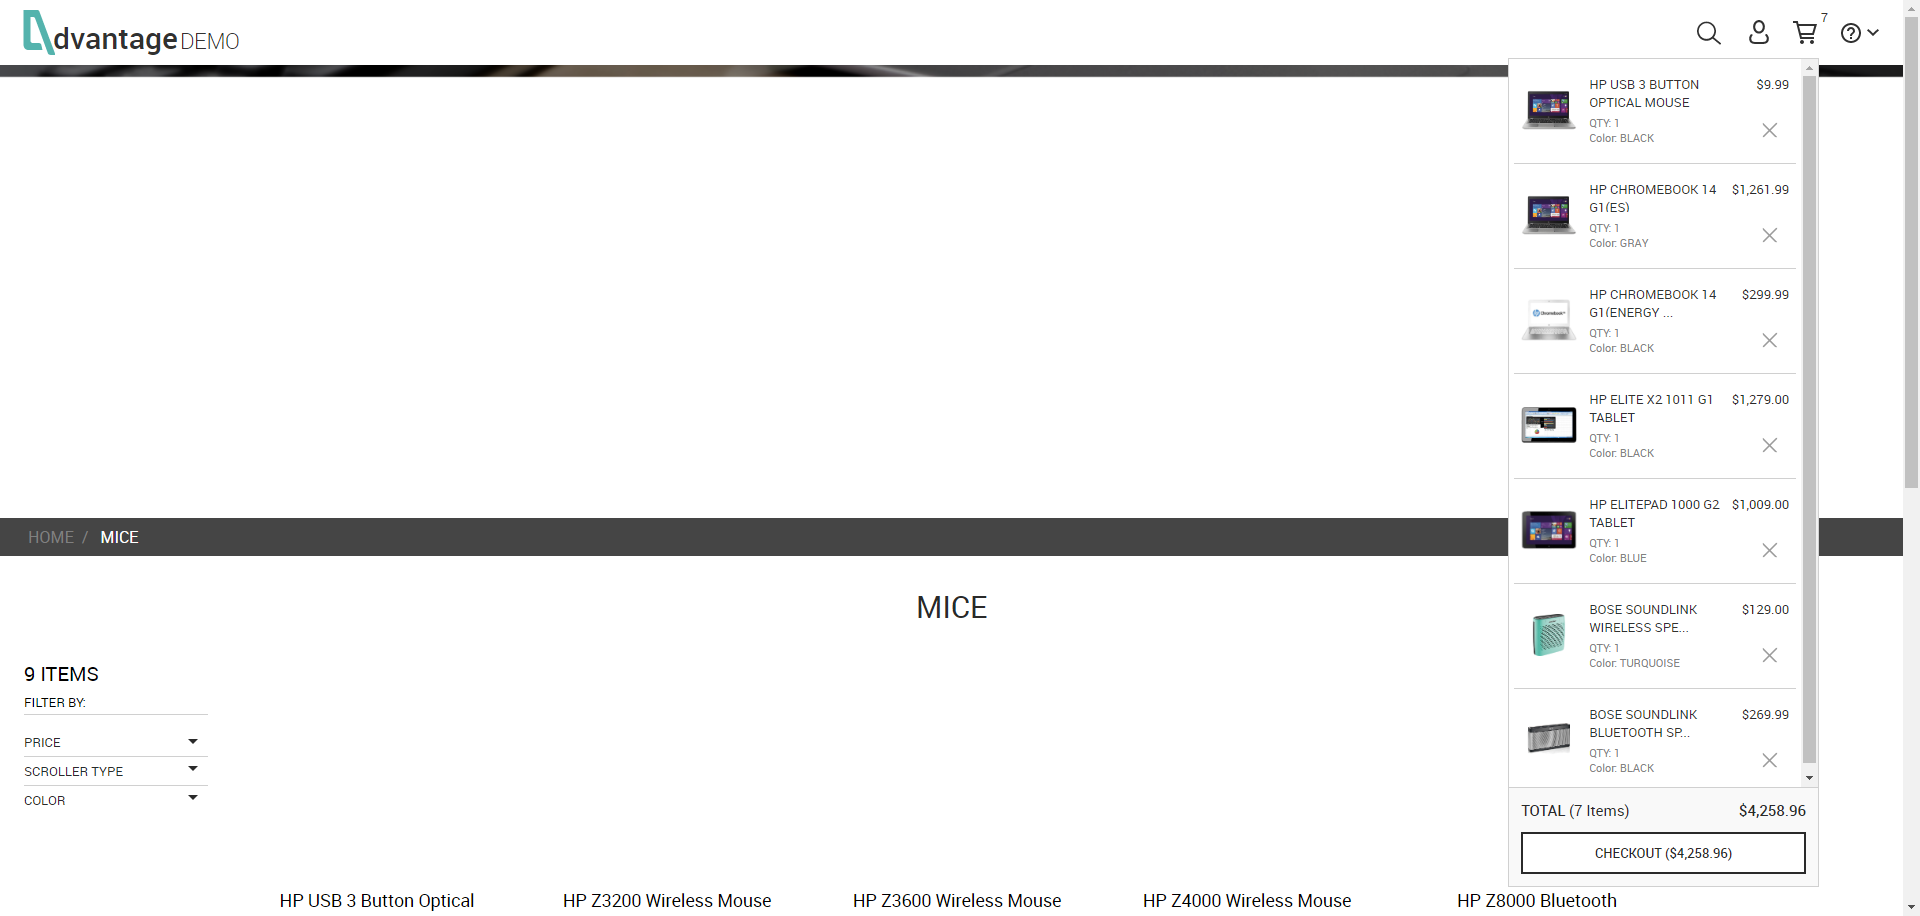 dvantage DEMO
7
HP USB 3 BUTTON OPTICAL MOUSE
$9.99
QTY: 1
Color: BLACK
HP CHROMEBOOK 14 G1(ES)
$1,261.99
QTY: 1
Color: GRAY
HP CHROMEBOOK 14 G1(ENERGY ...
$299.99
QTY: 1
Color: BLACK
HP ELITE X2 1011 G1 TABLET
$1,279.00
QTY: 1
Color: BLACK
HP ELITEPAD 1000 G2 TABLET
$1,009.00
QTY: 1
Color: BLUE
BOSE SOUNDLINK WIRELESS SPE...
$129.00
QTY: 1
Color: TURQUOISE
BOSE SOUNDLINK BLUETOOTH SP...
$269.99
QTY: 1
Color: BLACK
TOTAL (7 Items) $4,258.96
CHECKOUT ($4,258.96)
HOME / MICE
MICE
9 ITEMS
FILTER BY:
PRICE
SCROLLER TYPE
COLOR
HP USB 3 Button Optical
HP Z3200 Wireless Mouse
HP Z3600 Wireless Mouse
HP Z4000 Wireless Mouse
HP Z8000 Bluetooth